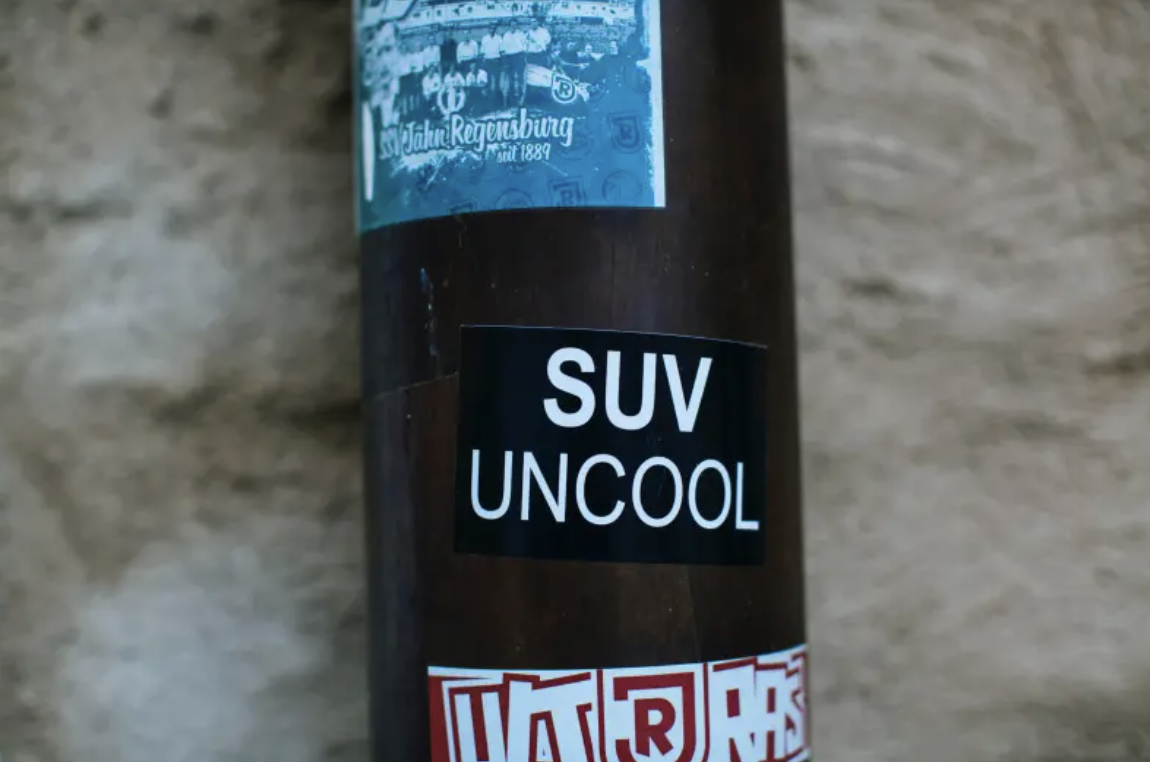 SSV Jahn Regensburg
seit 1889
SUV
UNCOOL
R